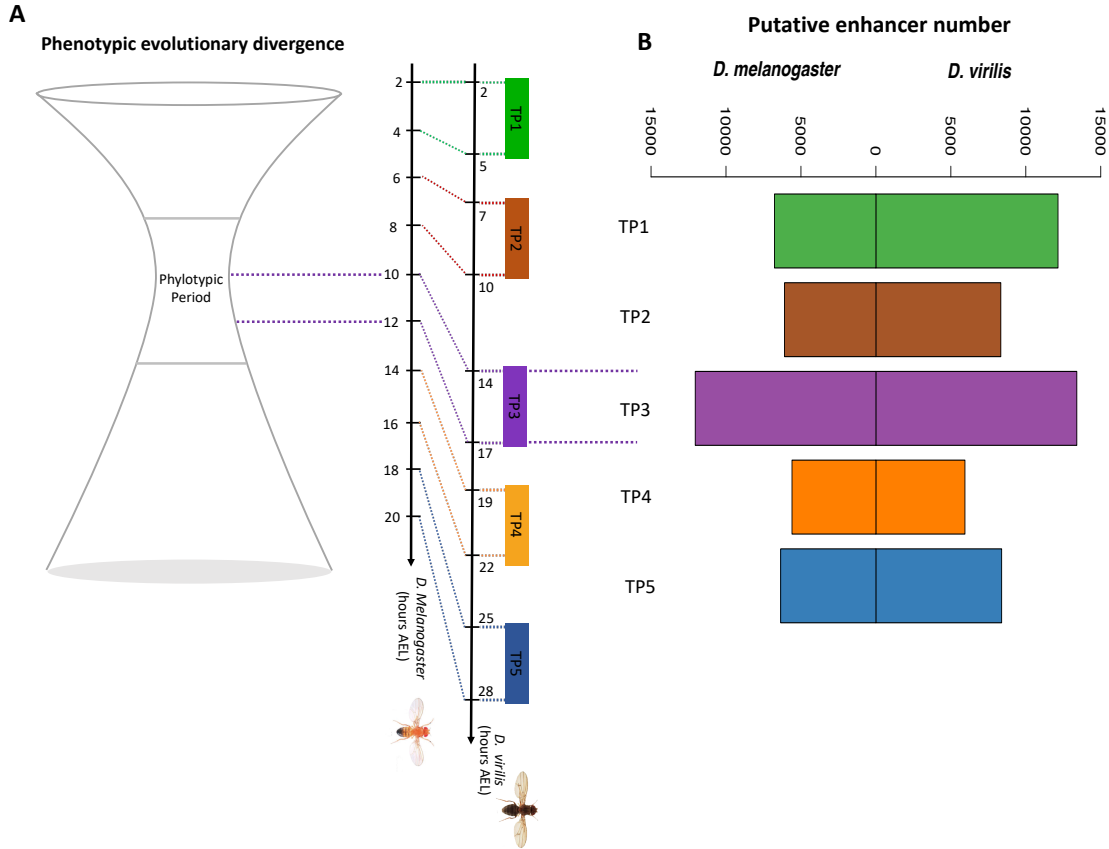 A
Phenotypic evolutionary divergence
Phylotypic
Period
2
4
6
8
10
12
14
16
18
20
D. Melanogaster
(hours AEL)
2
5
7
10
14
17
19
22
25
28
D. virilis
(hours AEL)
TP1
TP2
TP3
TP4
TP5
B
Putative enhancer number
D. melanogaster
D. virilis
15000
10000
5000
0
5000
10000
15000
TP1
TP2
TP3
TP4
TP5